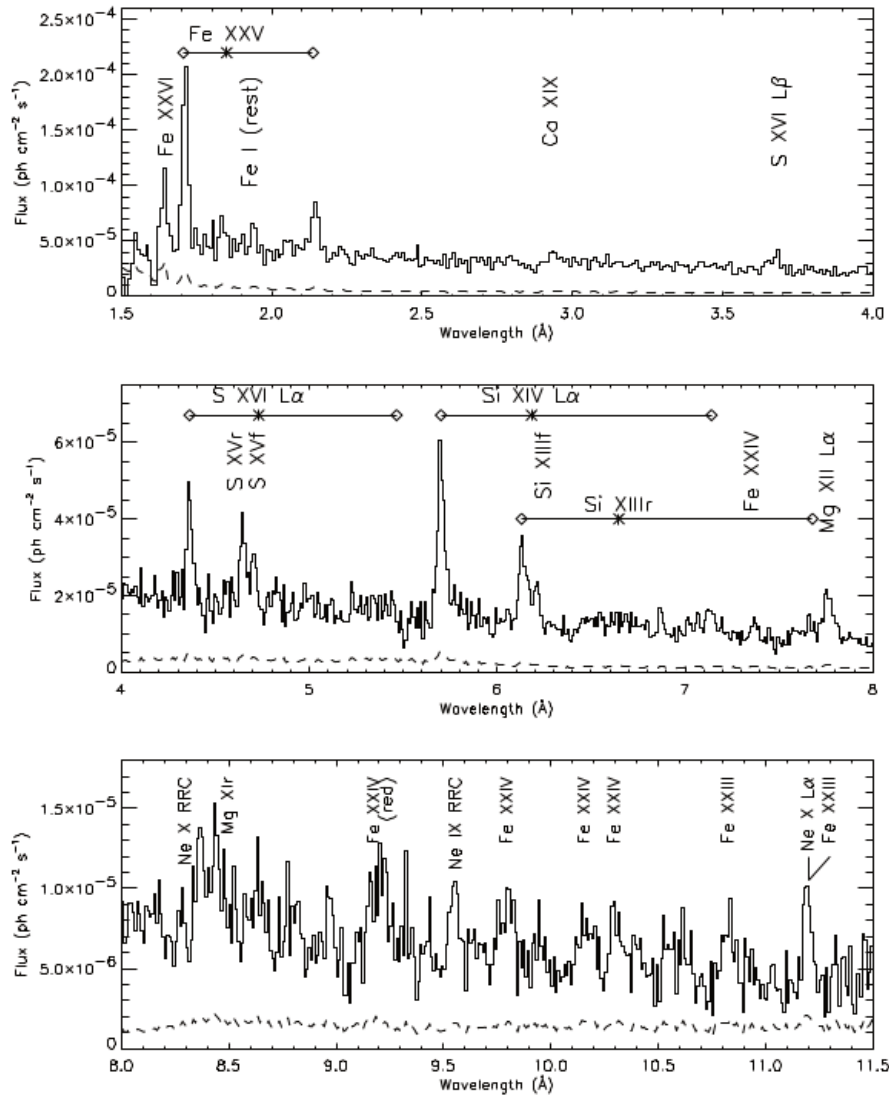 Fe XXV
Fe XXVI
Fe I (rest)
Ca XIX
S XVI Lβ
2.5×10⁻⁴
2.0×10⁻⁴
1.5×10⁻⁴
1.0×10⁻⁴
5.0×10⁻⁵
0
Flux (ph cm⁻² s⁻¹)
1.5 2.0 2.5 3.0 3.5 4.0
Wavelength (Å)
S XVI Lα
Si XIV Lα
S XVr
S XVf
Si XIIIf
Si XIIIr
Fe XXIV
Mg XII Lα
6×10⁻⁵
4×10⁻⁵
2×10⁻⁵
0
Flux (ph cm⁻² s⁻¹)
4 5 6 7 8
Wavelength (Å)
Ne X RRC
Mg XIr
Fe XXIV
(red)
Ne IX RRC
Fe XXIV
Fe XXIV
Fe XXIV
Fe XXIII
Ne X Lα
Fe XXIII
1.5×10⁻⁵
1.0×10⁻⁵
5.0×10⁻⁶
0
Flux (ph cm⁻² s⁻¹)
8.0 8.5 9.0 9.5 10.0 10.5 11.0 11.5
Wavelength (Å)